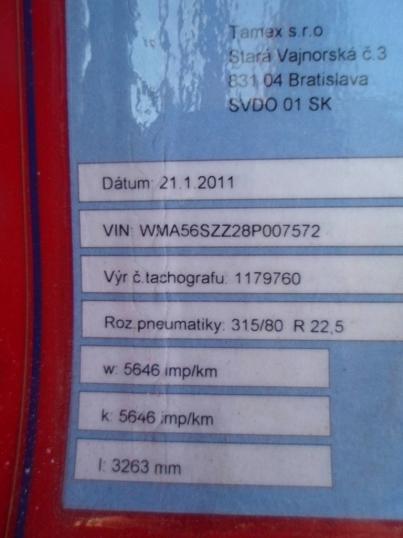 Tamex s.r.o
Stará Vajnorská č.3
831 04 Bratislava
SVDO 01 SK
Dátum: 21.1.2011
VIN: WMA56SZZ28P007572
Výr č.tachografu: 1179760
Roz.pneumatiky: 315/80 R 22,5
w: 5646 imp/km
k: 5646 imp/km
l: 3263 mm